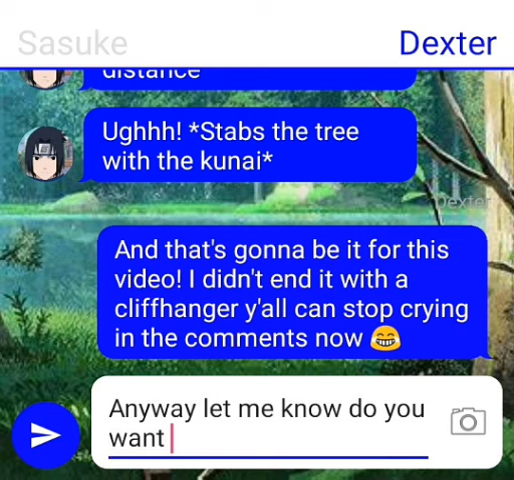 Sasuke
Dexter
distance
Ughhh! *Stabs the tree
with the kunai*
Dexter
And that's gonna be it for this
video! I didn't end it with a
cliffhanger y'all can stop crying
in the comments now 😂
Anyway let me know do you
want